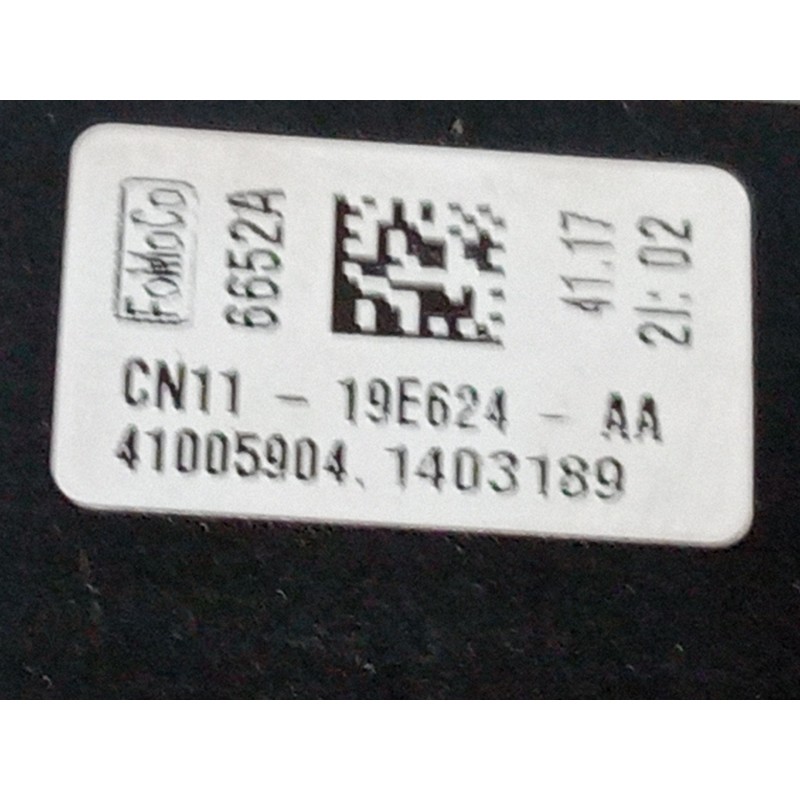 FoMoCo
6652A
41.17
21:02
CN11 - 19E624 - AA
41005904.1403189